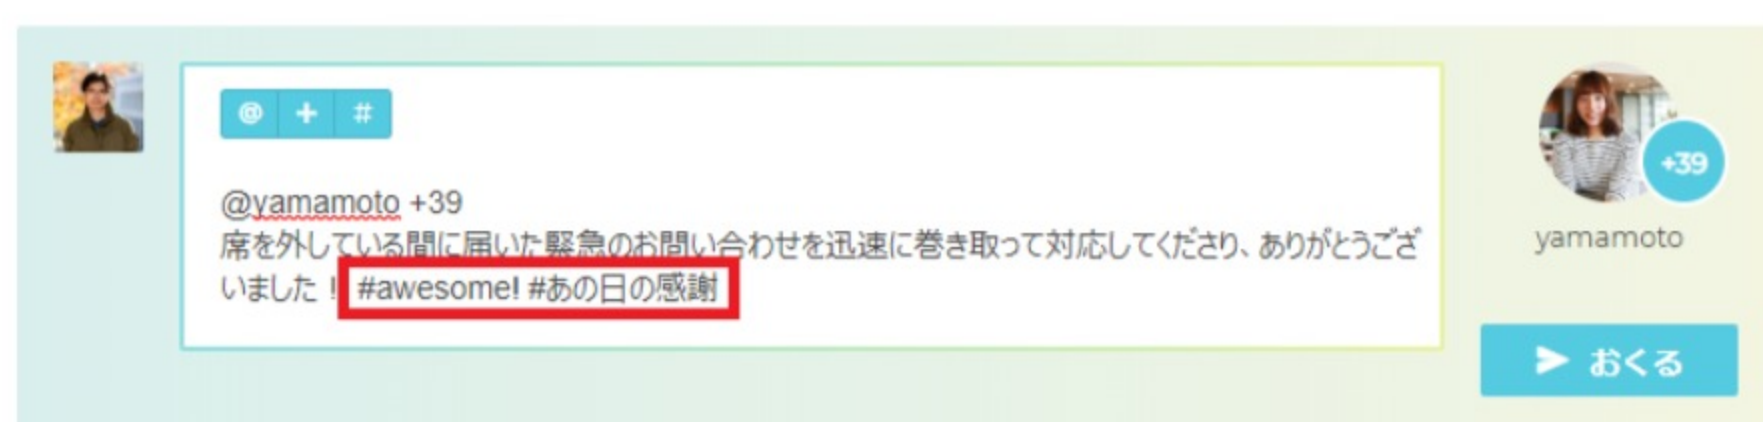 @ + #
+39
@yamamoto +39
席を外している間に届いた緊急のお問い合わせを迅速に巻き取って対応してくださり、ありがとうござ
いました！ #awesome! #あの日の感謝
yamamoto
おくる